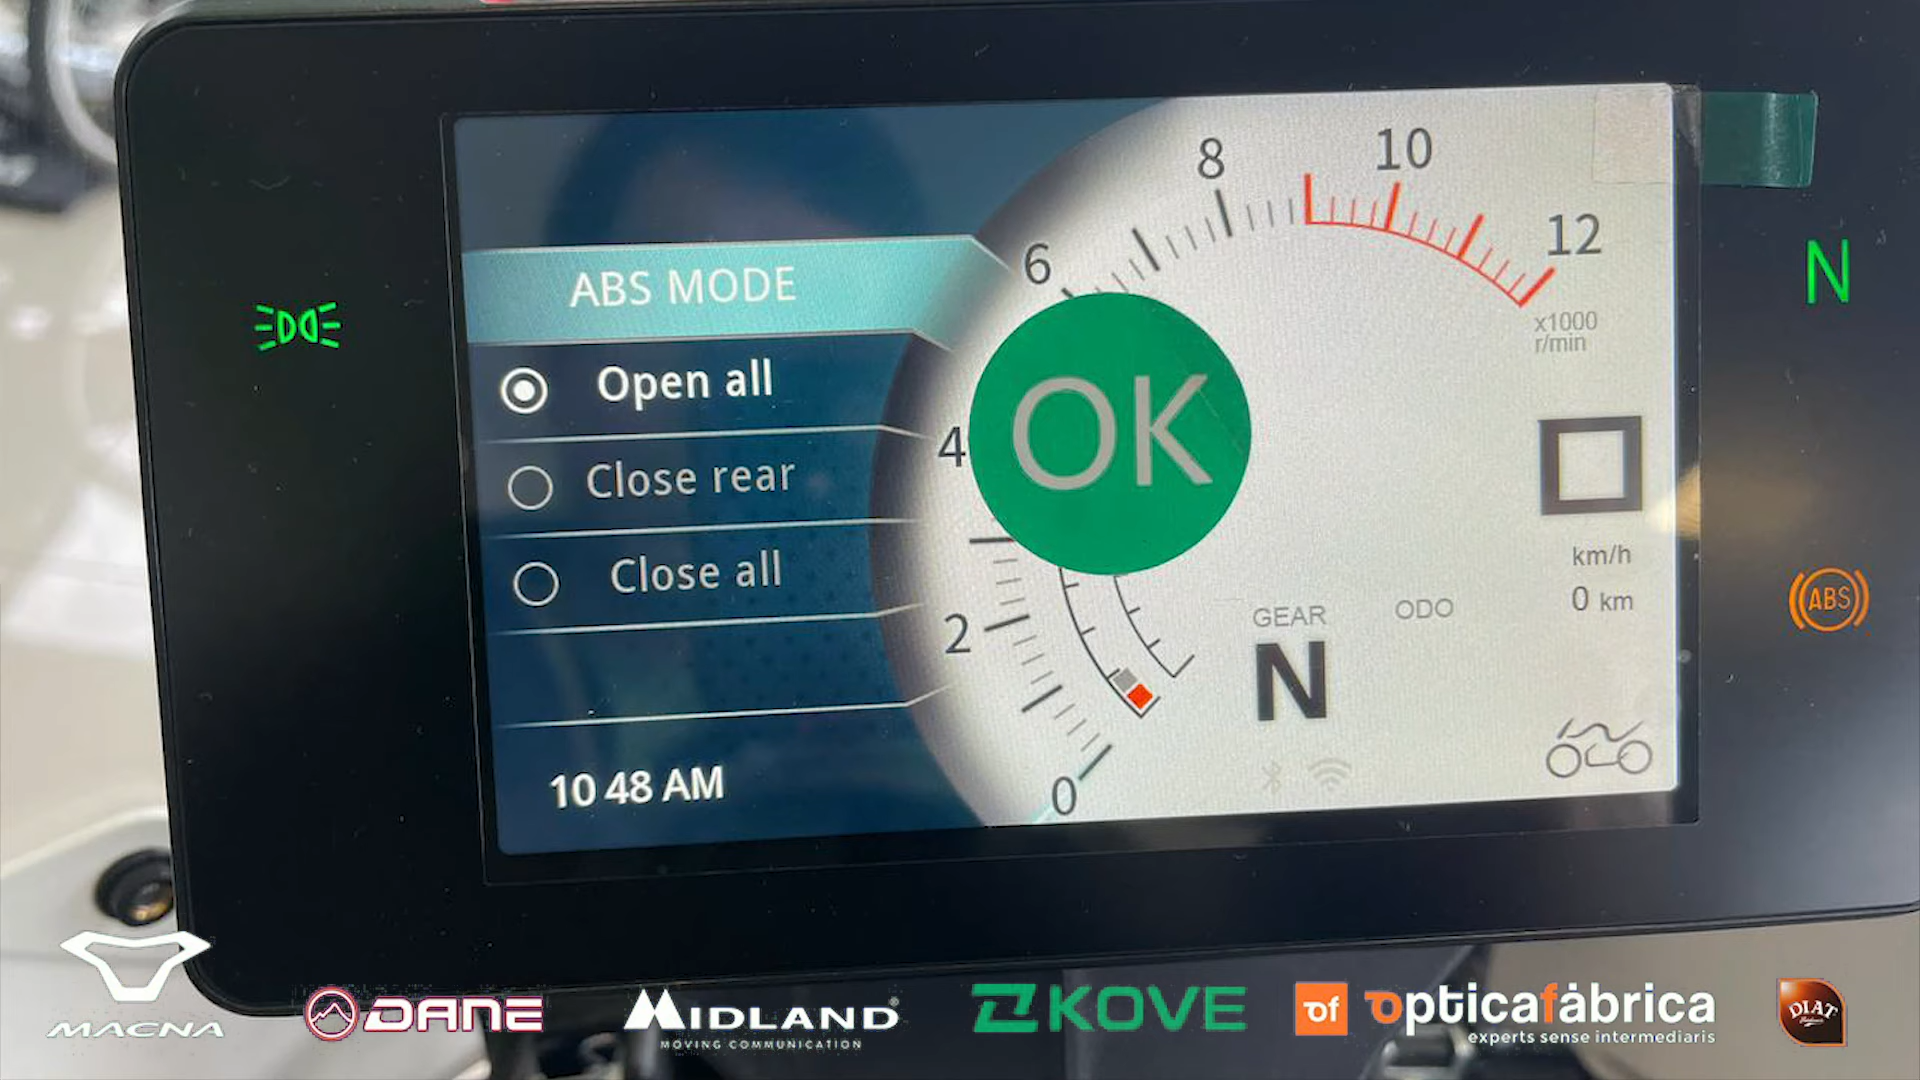 ABS MODE
Open all
Close rear
Close all
10 48 AM
0
2
4
6
8
10
12
x1000
r/min
OK
km/h
0 km
GEAR
ODO
N
N
ABS
MACNA
DANE
MIDLAND®
MOVING COMMUNICATION
KOVE
of
opticafàbrica
experts sense intermediaris
DIAT